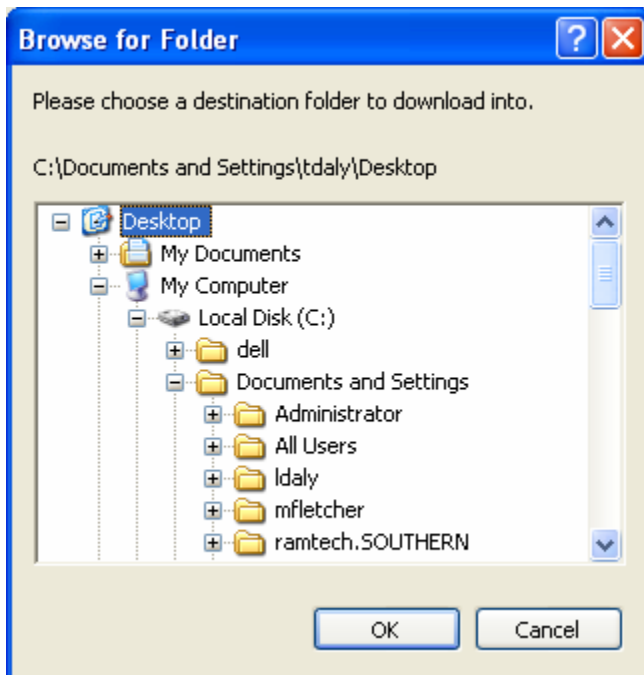 Browse for Folder
Please choose a destination folder to download into.
C:\Documents and Settings\tdaly\Desktop
Desktop
My Documents
My Computer
Local Disk (C:)
dell
Documents and Settings
Administrator
All Users
ldaly
mfletcher
ramtech.SOUTHERN
OK Cancel